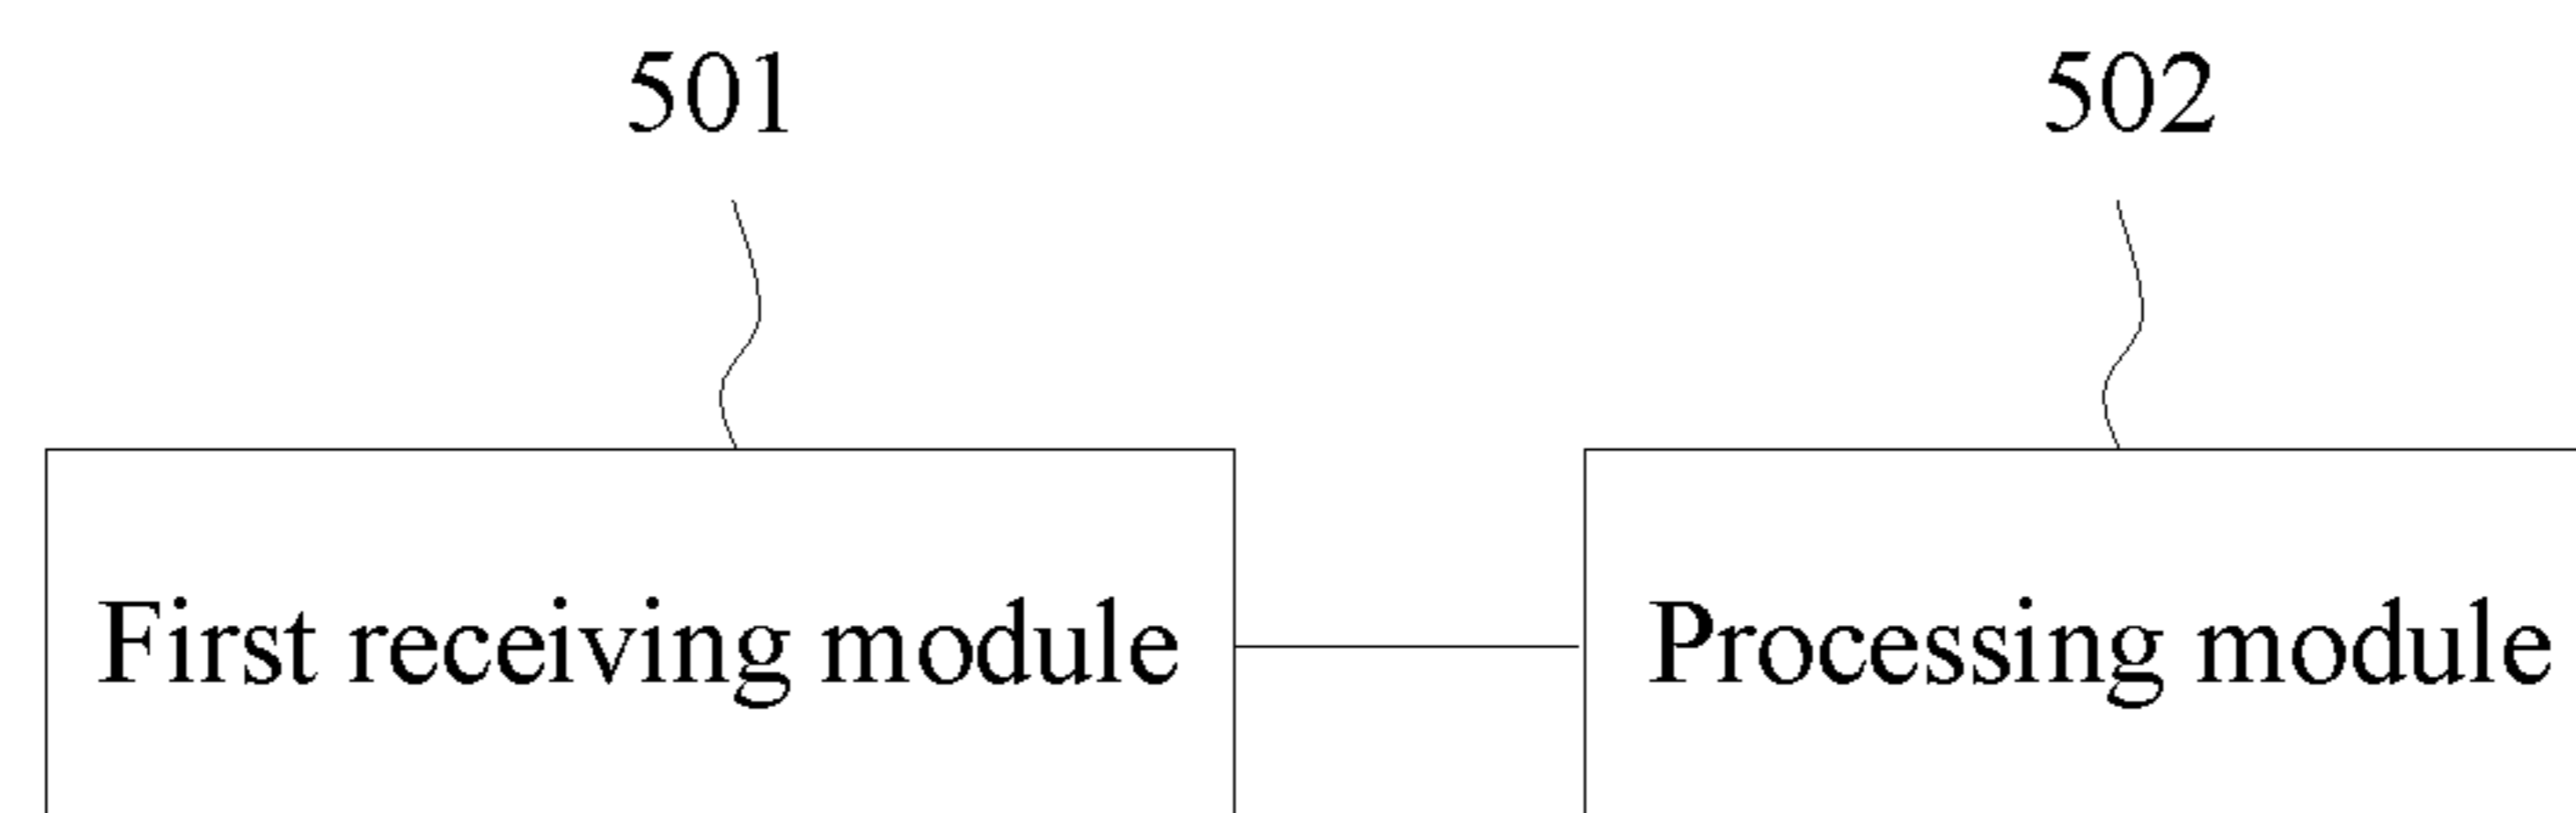 501
502
First receiving module
Processing module